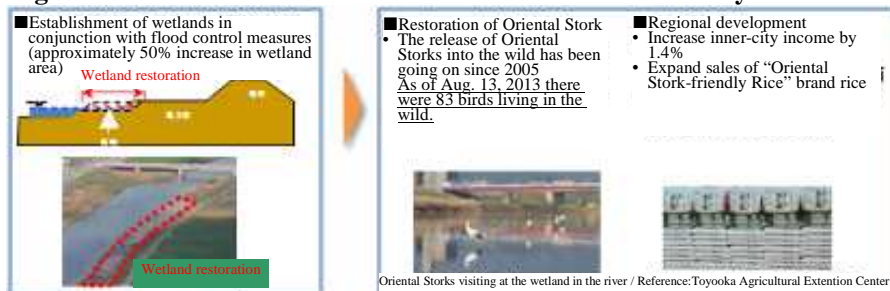 ■Establishment of wetlands in
conjunction with flood control measures
(approximately 50% increase in wetland
area)
Wetland restoration
Wetland restoration
■Restoration of Oriental Stork
• The release of Oriental
Storks into the wild has been
going on since 2005
As of Aug. 13, 2013 there
were 83 birds living in the
wild.
■Regional development
• Increase inner-city income by
1.4%
• Expand sales of “Oriental
Stork-friendly Rice” brand rice
Oriental Storks visiting at the wetland in the river / Reference:Toyooka Agricultural Extention Center